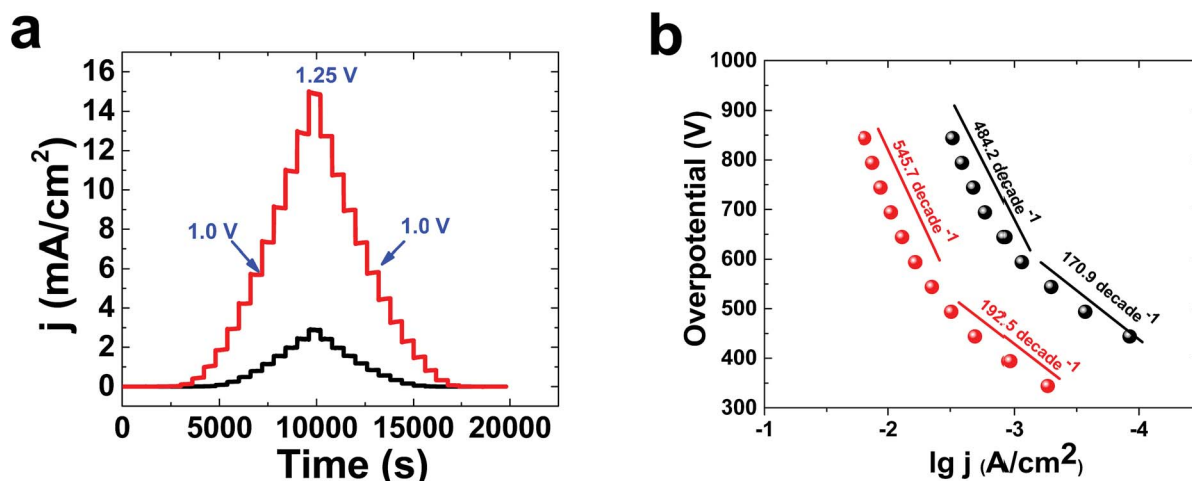 a
j (mA/cm²)
16
14
12
10
8
6
4
2
0
1.25 V
1.0 V
1.0 V
0 5000 10000 15000 20000
Time (s)
b
Overpotential (V)
1000
900
800
700
600
500
400
300
545.7 decade ⁻¹
484.2 decade ⁻¹
192.5 decade ⁻¹
170.9 decade ⁻¹
-1 -2 -3 -4
lg j (A/cm²)